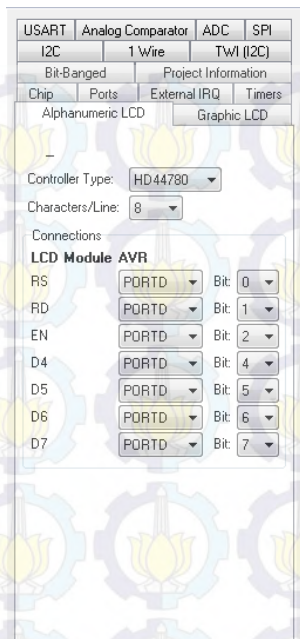 USART Analog Comparator ADC SPI
I2C 1 Wire TWI (I2C)
Bit-Banged Project Information
Chip Ports External IRQ Timers
Alphanumeric LCD Graphic LCD
Controller Type: HD44780
Characters/Line: 8
Connections
LCD Module AVR
RS PORTD Bit: 0
RD PORTD Bit: 1
EN PORTD Bit: 2
D4 PORTD Bit: 4
D5 PORTD Bit: 5
D6 PORTD Bit: 6
D7 PORTD Bit: 7